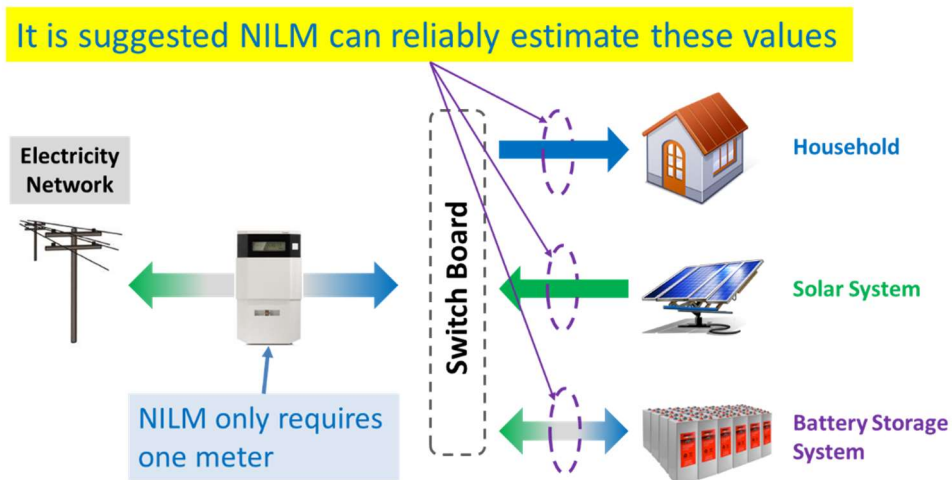 It is suggested NILM can reliably estimate these values
Electricity
Network
Switch Board
Household
Solar System
NILM only requires
one meter
Battery Storage
System